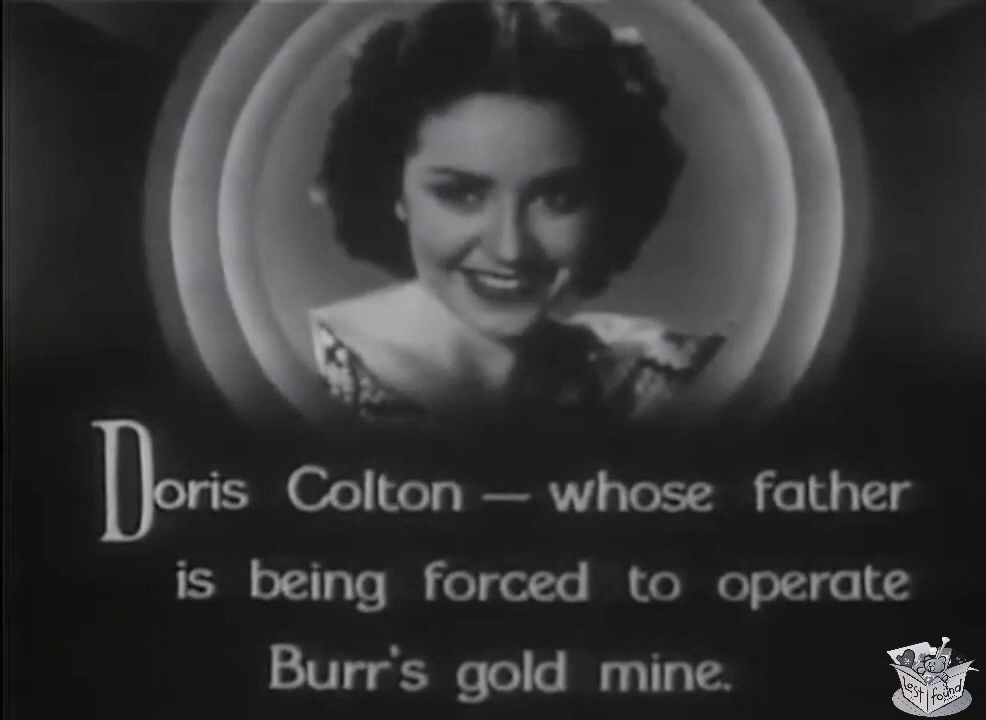 Doris Colton — whose father
is being forced to operate
Burr's gold mine.
Lost found